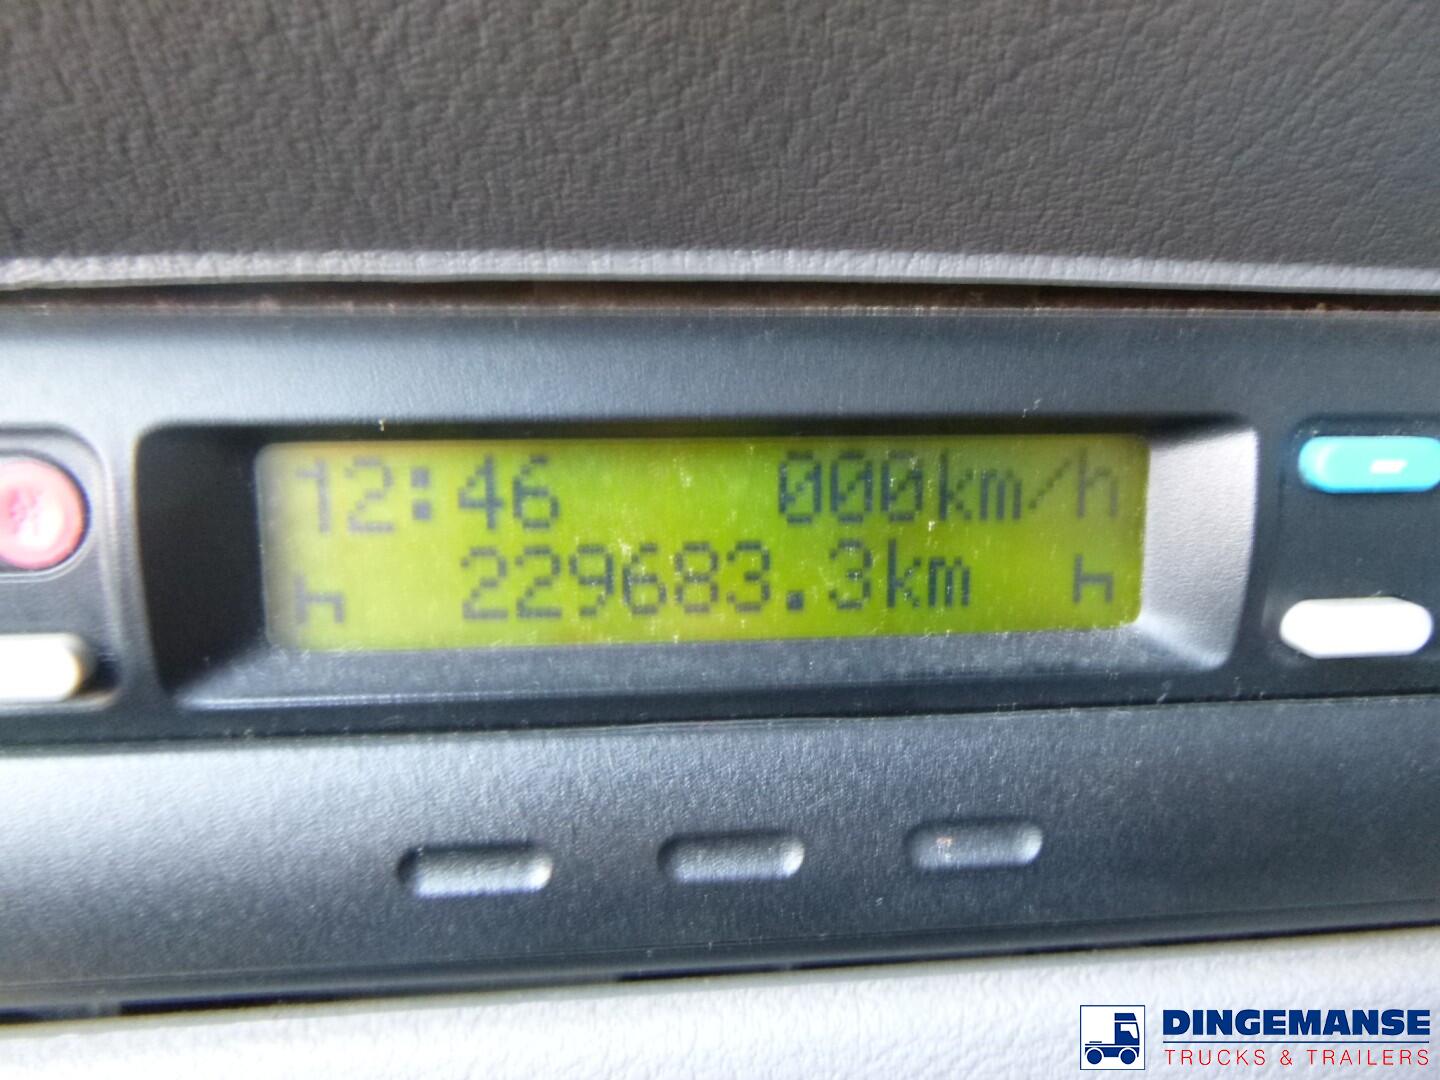 12:46 000km/h
229683.3km
DINGEMANSE
TRUCKS & TRAILERS